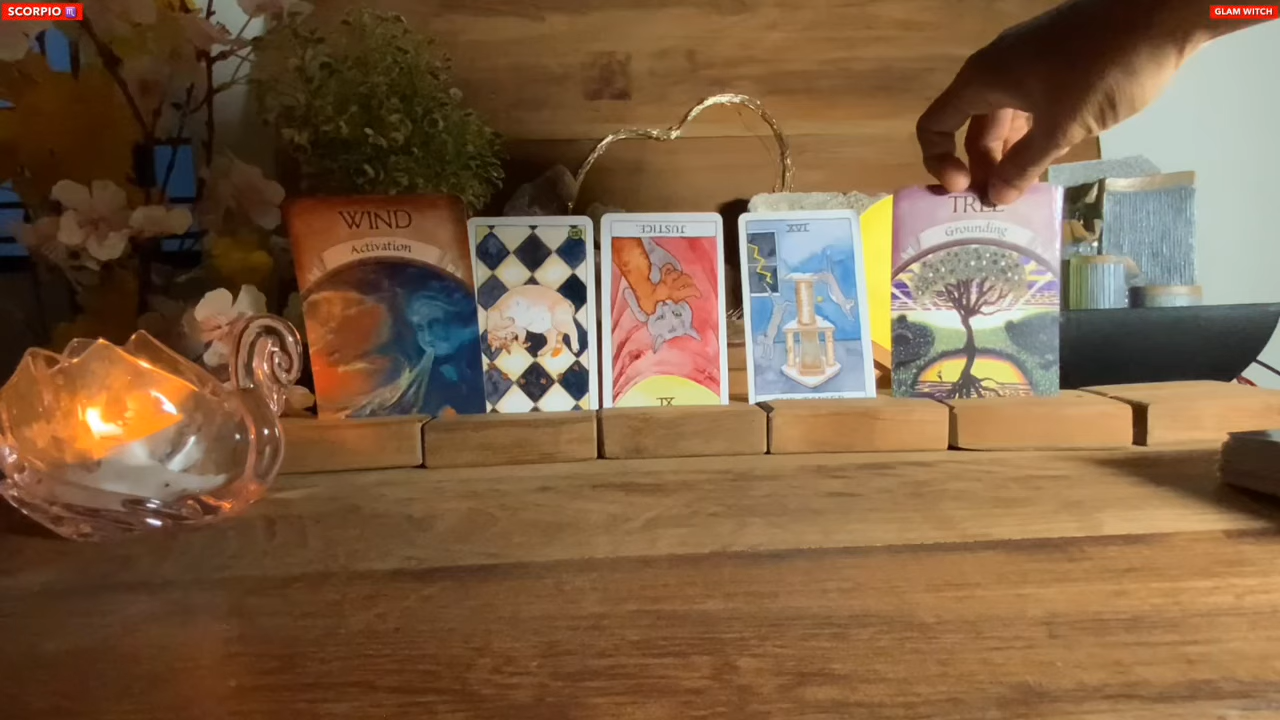 SCORPIO ♏
GLAM WITCH
WIND
Activation
JUSTICE.
XI
XVI
TREE
Grounding